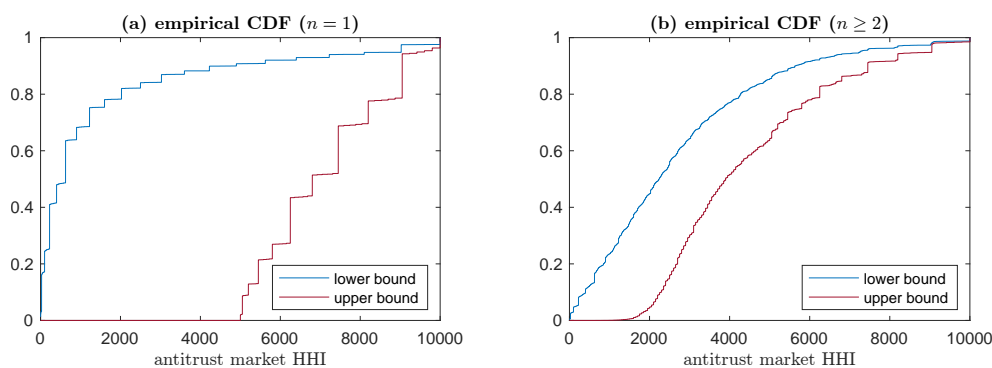 (a) empirical CDF (n = 1)
1
0.8
0.6
0.4
0.2
0
0 2000 4000 6000 8000 10000
antitrust market HHI
lower bound
upper bound
(b) empirical CDF (n ≥ 2)
1
0.8
0.6
0.4
0.2
0
0 2000 4000 6000 8000 10000
antitrust market HHI
lower bound
upper bound